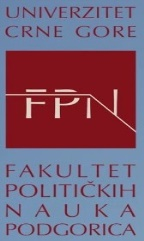 UNIVERZITET
CRNE GORE
FPN
FAKULTET
POLITIČKIH
NAUKA
PODGORICA